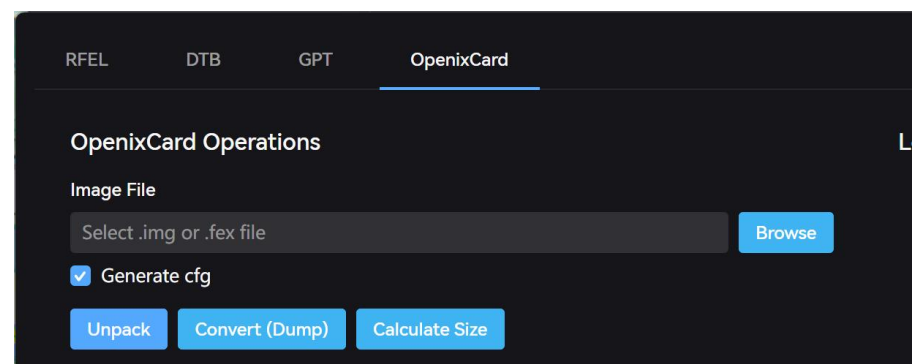 RFEL DTB GPT OpenixCard
OpenixCard Operations
Image File
Select .img or .fex file Browse
Generate cfg
Unpack Convert (Dump) Calculate Size